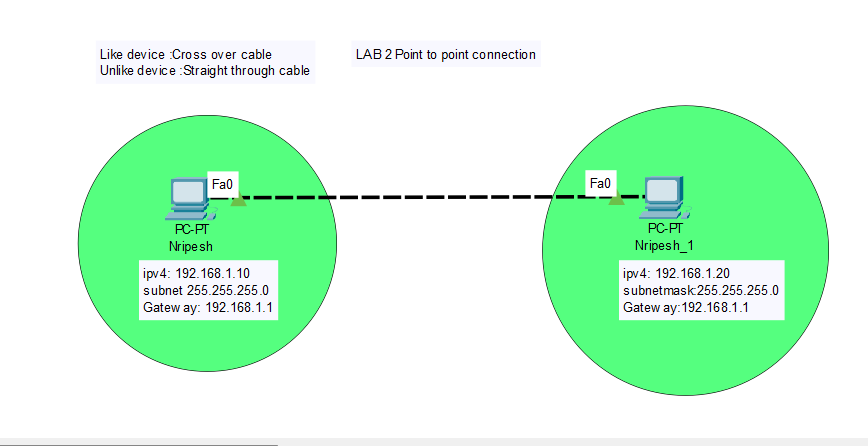 Like device :Cross over cable
Unlike device :Straight through cable
LAB 2 Point to point connection
Fa0
PC-PT
Nripesh
ipv4: 192.168.1.10
subnet 255.255.255.0
Gatew ay: 192.168.1.1
Fa0
PC-PT
Nripesh_1
ipv4: 192.168.1.20
subnetmask:255.255.255.0
Gatew ay:192.168.1.1